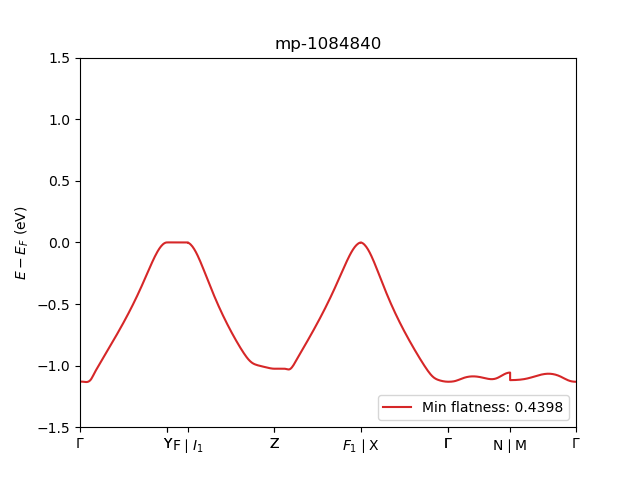 mp-1084840
E − E_F (eV)
1.5
1.0
0.5
0.0
−0.5
−1.0
−1.5
Min flatness: 0.4398
Γ Y F | I₁ Z F₁ | X Γ N | M Γ